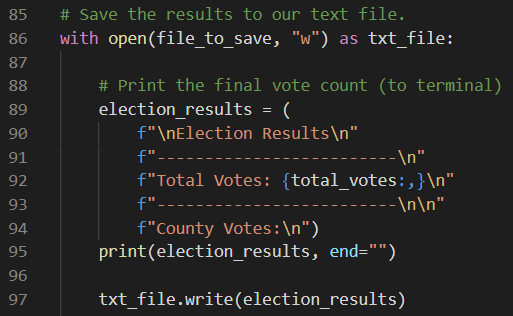 85 # Save the results to our text file.
86 with open(file_to_save, "w") as txt_file:
87
88     # Print the final vote count (to terminal)
89     election_results = (
90         f"\nElection Results\n"
91         f"-------------------------\n"
92         f"Total Votes: {total_votes:,}\n"
93         f"-------------------------\n\n"
94         f"County Votes:\n")
95     print(election_results, end="")
96
97     txt_file.write(election_results)